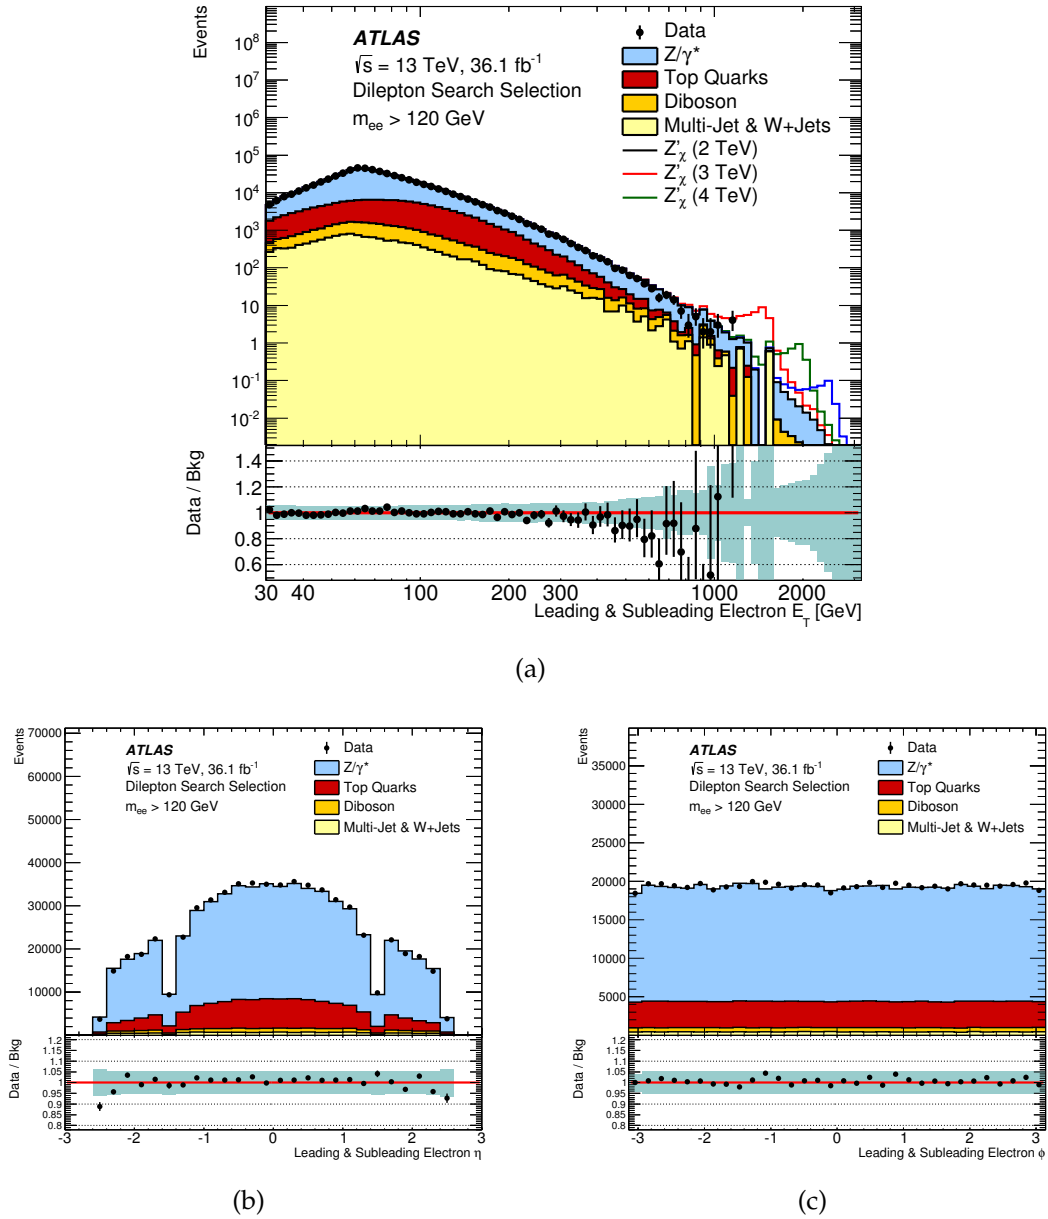 Events
10⁸
10⁷
10⁶
10⁵
10⁴
10³
10²
10
1
10⁻¹
10⁻²
ATLAS
√s = 13 TeV, 36.1 fb⁻¹
Dilepton Search Selection
mee > 120 GeV
Data
Z/γ*
Top Quarks
Diboson
Multi-Jet & W+Jets
Z'χ (2 TeV)
Z'χ (3 TeV)
Z'χ (4 TeV)
Data / Bkg
1.4
1.2
1
0.8
0.6
30 40 100 200 300 1000 2000
Leading & Subleading Electron ET [GeV]
(a)
Events
70000
60000
50000
40000
30000
20000
10000
ATLAS
√s = 13 TeV, 36.1 fb⁻¹
Dilepton Search Selection
mee > 120 GeV
Data
Z/γ*
Top Quarks
Diboson
Multi-Jet & W+Jets
Data / Bkg
1.2
1.15
1.1
1.05
1
0.95
0.9
0.85
0.8
-3 -2 -1 0 1 2 3
Leading & Subleading Electron η
(b)
Events
35000
30000
25000
20000
15000
10000
5000
ATLAS
√s = 13 TeV, 36.1 fb⁻¹
Dilepton Search Selection
mee > 120 GeV
Data
Z/γ*
Top Quarks
Diboson
Multi-Jet & W+Jets
Data / Bkg
1.2
1.15
1.1
1.05
1
0.95
0.9
0.85
0.8
-3 -2 -1 0 1 2 3
Leading & Subleading Electron ϕ
(c)